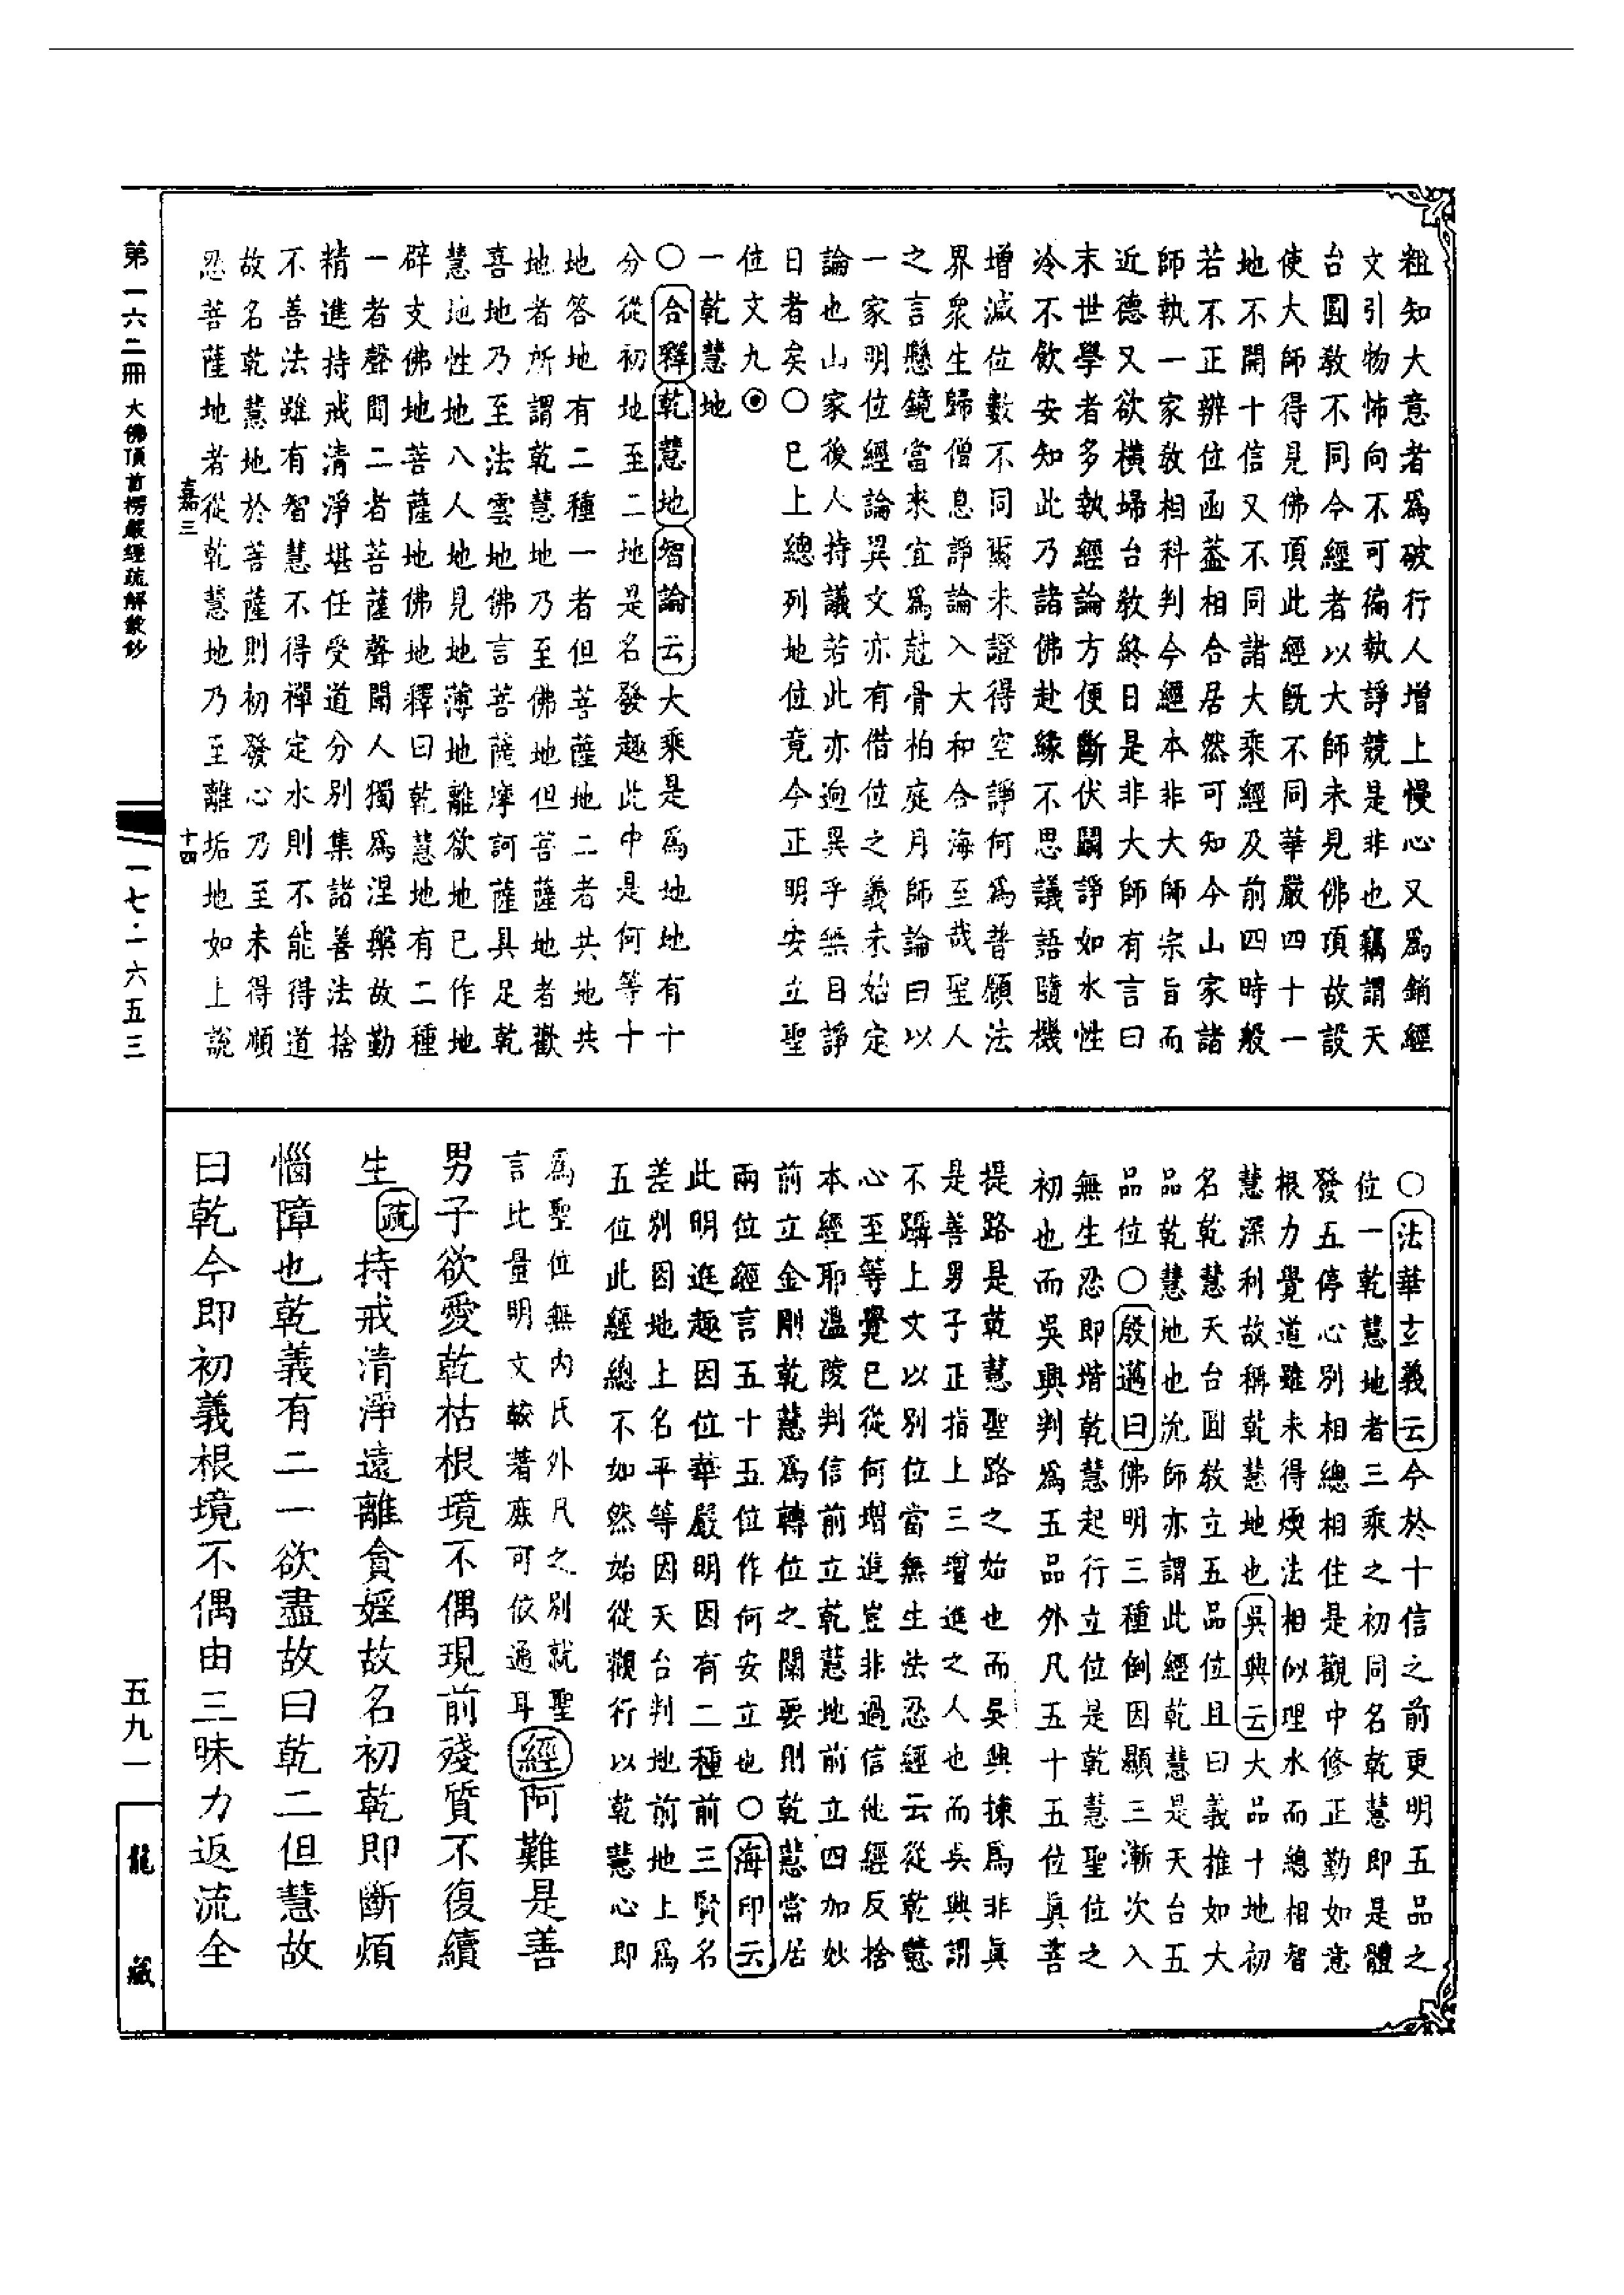 粗知大意者為破行人增上慢心又為銷經
文引物怖向不可徧執諍競是非也竊謂天
台圓教不同今經者以大師未見佛頂故設
使大師得見佛頂此經既不同華嚴四十一
地不開十信又不同諸大乘經及前四時般
若不正辨位函葢相合居然可知今山家諸
師執一家教相科判今經本非大師宗旨而
近德又欲橫埽台教終日是非大師有言曰
末世學者多執經論方便斷伏鬪諍如水性
冷不飲安知此乃諸佛赴緣不思議語隨機
增減位數不同爾未證得空諍何為普願法
界眾生歸僧息諍論入大和合海至哉聖人
之言懸鏡當來宜為尅骨柏庭月師論曰以
一家明位經論異文亦有借位之義未始定
論也山家後人持議若此亦迥異乎無目諍
日者矣○已上總列地位竟今正明安立聖
位文九◉
一乾慧地
○合釋乾慧地智論云大乘是為地地有十
分從初地至二地是名發趣此中是何等十
地答地有二種一者但菩薩地二者共地共
地者所謂乾慧地乃至佛地但菩薩地者歡
喜地乃至法雲地佛言菩薩摩訶薩具足乾
慧地性地八人地見地薄地離欲地已作地
辟支佛地菩薩地佛地釋曰乾慧地有二種
一者聲聞二者菩薩聲聞人獨為涅槃故勤
精進持戒清淨堪任受道分別集諸善法捨
不善法雖有智慧不得禪定水則不能得道
故名乾慧地於菩薩則初發心乃至未得順
忍菩薩地者從乾慧地乃至離垢地如上說
○法華玄義云今於十信之前更明五品之
位一乾慧地者三乘之初同名乾慧即是體
發五停心別相總相住是觀中修正勤如意
根力覺道雖未得煗法相似理水而總相智
慧深利故稱乾慧地也吳興云大品十地初
名乾慧天台圓教立五品位且曰義推如大
品乾慧地也沇師亦謂此經乾慧是天台五
品位○殷邁曰佛明三種倒因顯三漸次入
無生忍即堦乾慧起行立位是乾慧聖位之
初也而吳興判為五品外凡五十五位眞菩
提路是乾慧聖路之始也而吳興揀為非眞
是善男子正指上三增進之人也而吳興謂
不躡上文以別位當無生法忍經云從乾慧
心至等覺已從何增進豈非過信他經反捨
本經耶溫陵判信前立乾慧地前立四加妙
前立金剛乾慧為轉位之關要則乾慧當居
兩位經言五十五位作何安立也○海印云
此明進趣因位華嚴明因有二種前三賢名
差別因地上名平等因天台判地前地上為
五位此經總不如然始從觀行以乾慧心即
為聖位無內氏外凡之別就聖
言比量明文較著庶可依通耳經阿難是善
男子欲愛乾枯根境不偶現前殘質不復續
生疏持戒清淨遠離貪婬故名初乾即斷煩
惱障也乾義有二一欲盡故曰乾二但慧故
曰乾今即初義根境不偶由三昧力返流全
第一六二冊 大佛頂首楞嚴經疏解蒙鈔
嘉三
十四
一七·一六五三
五九一
龍藏